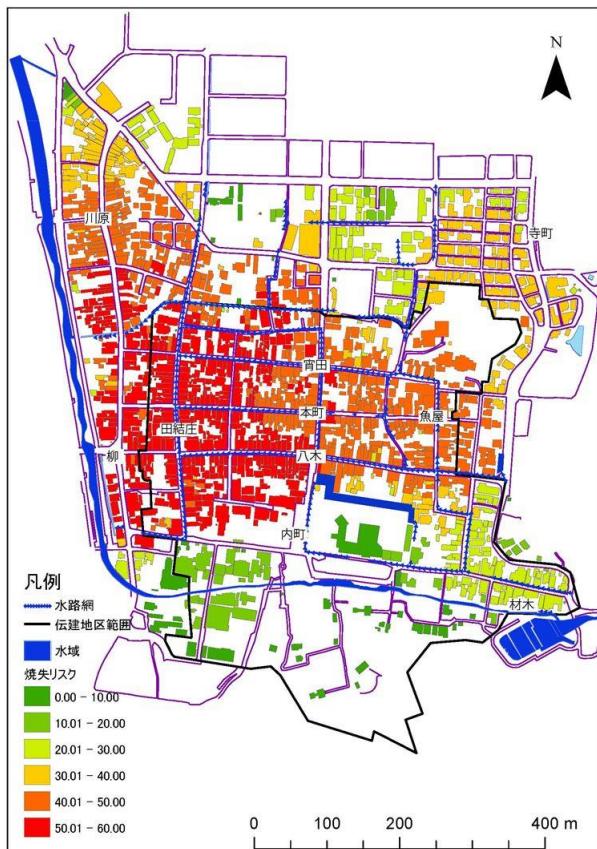 N
川原
寺町
宵田
本町
魚屋
田結庄
柳
八木
内町
材木
凡例
水路網
伝建地区範囲
水域
焼失リスク
0.00 - 10.00
10.01 - 20.00
20.01 - 30.00
30.01 - 40.00
40.01 - 50.00
50.01 - 60.00
0 100 200 400 m